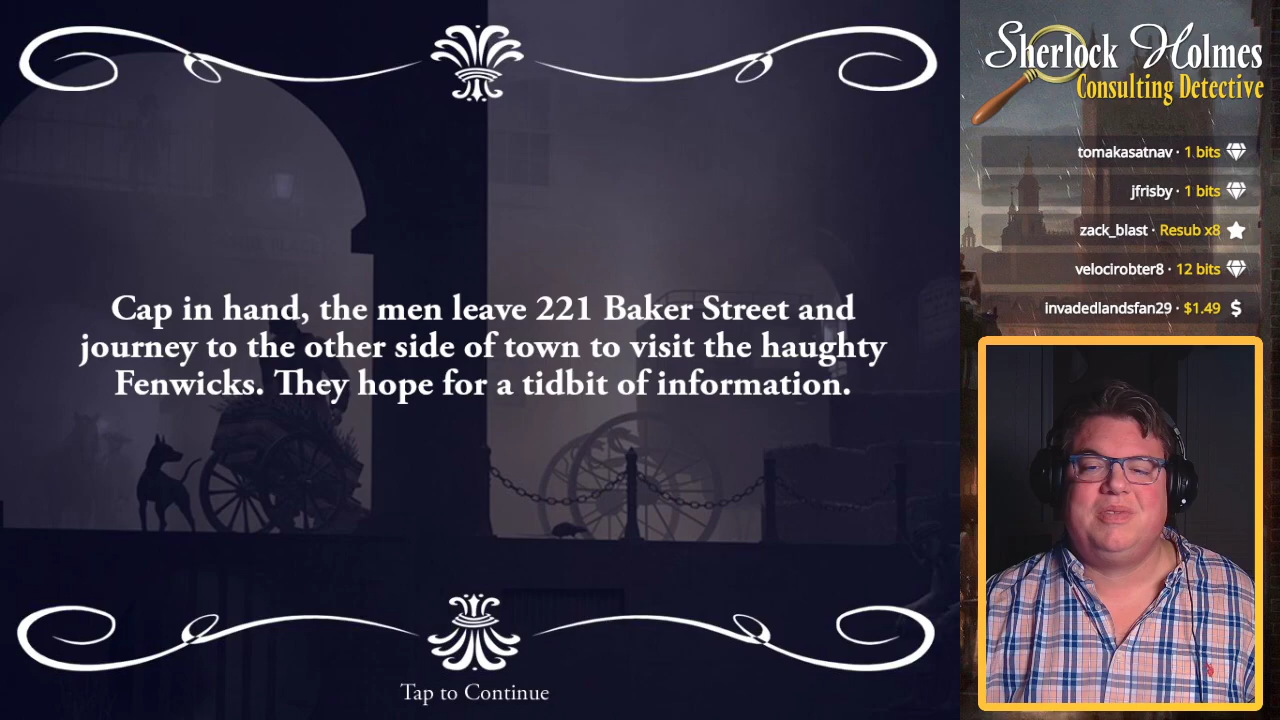 Cap in hand, the men leave 221 Baker Street and
journey to the other side of town to visit the haughty
Fenwicks. They hope for a tidbit of information.
Tap to Continue
Sherlock Holmes
Consulting Detective
tomakasatnav · 1 bits
jfrisby · 1 bits
zack_blast · Resub x8
velocirobter8 · 12 bits
invadedlandsfan29 · $1.49 $